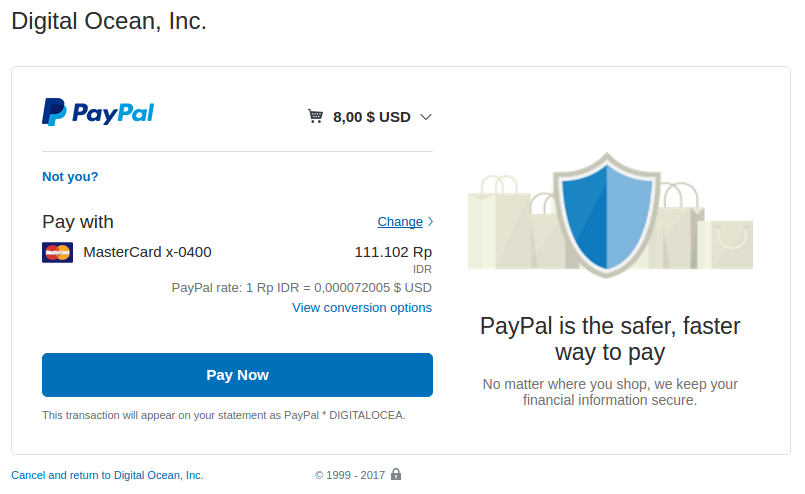 Digital Ocean, Inc.
PayPal
8,00 $ USD
Not you?
Pay with
Change
MasterCard
MasterCard x-0400
111.102 Rp
IDR
PayPal rate: 1 Rp IDR = 0,000072005 $ USD
View conversion options
Pay Now
This transaction will appear on your statement as PayPal * DIGITALOCEA.
PayPal is the safer, faster
way to pay
No matter where you shop, we keep your
financial information secure.
Cancel and return to Digital Ocean, Inc.
© 1999 - 2017